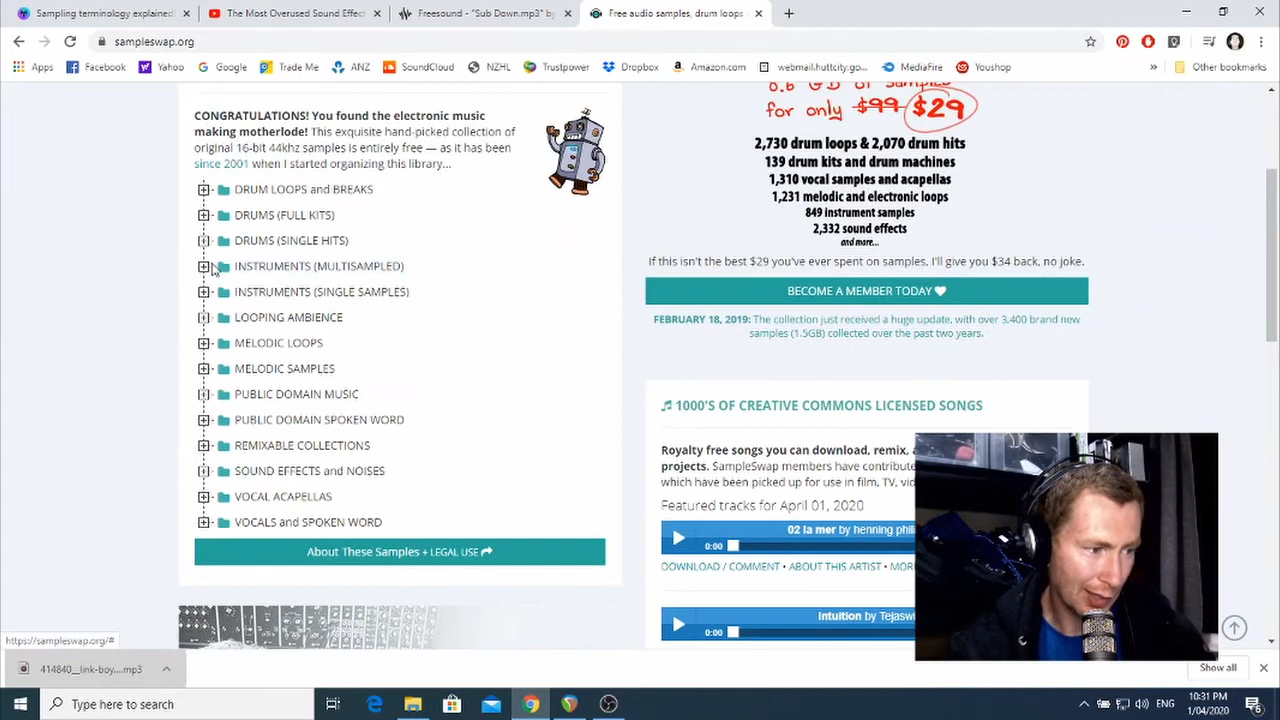 Sampling terminology explained:
The Most Overused Sound Effect
Freesound - "Sub Down.mp3" by
Free audio samples, drum loops
sampleswap.org
Apps
Facebook
Yahoo
Google
Trade Me
ANZ
SoundCloud
NZHL
Trustpower
Dropbox
Amazon.com
webmail.huttcity.go...
MediaFire
Youshop
Other bookmarks
CONGRATULATIONS! You found the electronic music
making motherlode! This exquisite hand-picked collection of
original 16-bit 44khz samples is entirely free — as it has been
since 2001 when I started organizing this library...
DRUM LOOPS and BREAKS
DRUMS (FULL KITS)
DRUMS (SINGLE HITS)
INSTRUMENTS (MULTISAMPLED)
INSTRUMENTS (SINGLE SAMPLES)
LOOPING AMBIENCE
MELODIC LOOPS
MELODIC SAMPLES
PUBLIC DOMAIN MUSIC
PUBLIC DOMAIN SPOKEN WORD
REMIXABLE COLLECTIONS
SOUND EFFECTS and NOISES
VOCAL ACAPELLAS
VOCALS and SPOKEN WORD
About These Samples + LEGAL USE
for only $99 $29
2,730 drum loops & 2,070 drum hits
139 drum kits and drum machines
1,310 vocal samples and acapellas
1,231 melodic and electronic loops
849 instrument samples
2,332 sound effects
and more...
If this isn't the best $29 you've ever spent on samples, I'll give you $34 back, no joke.
BECOME A MEMBER TODAY
FEBRUARY 18, 2019: The collection just received a huge update, with over 3,400 brand new
samples (1.5GB) collected over the past two years.
1000'S OF CREATIVE COMMONS LICENSED SONGS
Royalty free songs you can download, remix,
projects. SampleSwap members have contribute
which have been picked up for use in film, TV,
Featured tracks for April 01, 2020
02 la mer by henning
0:00
DOWNLOAD / COMMENT • ABOUT THIS ARTIST •
Intuition by
0:00
https://sampleswap.org/#
414840__link-boy....mp3
Show all
Type here to search
ENG
10:31 PM
1/04/2020
6